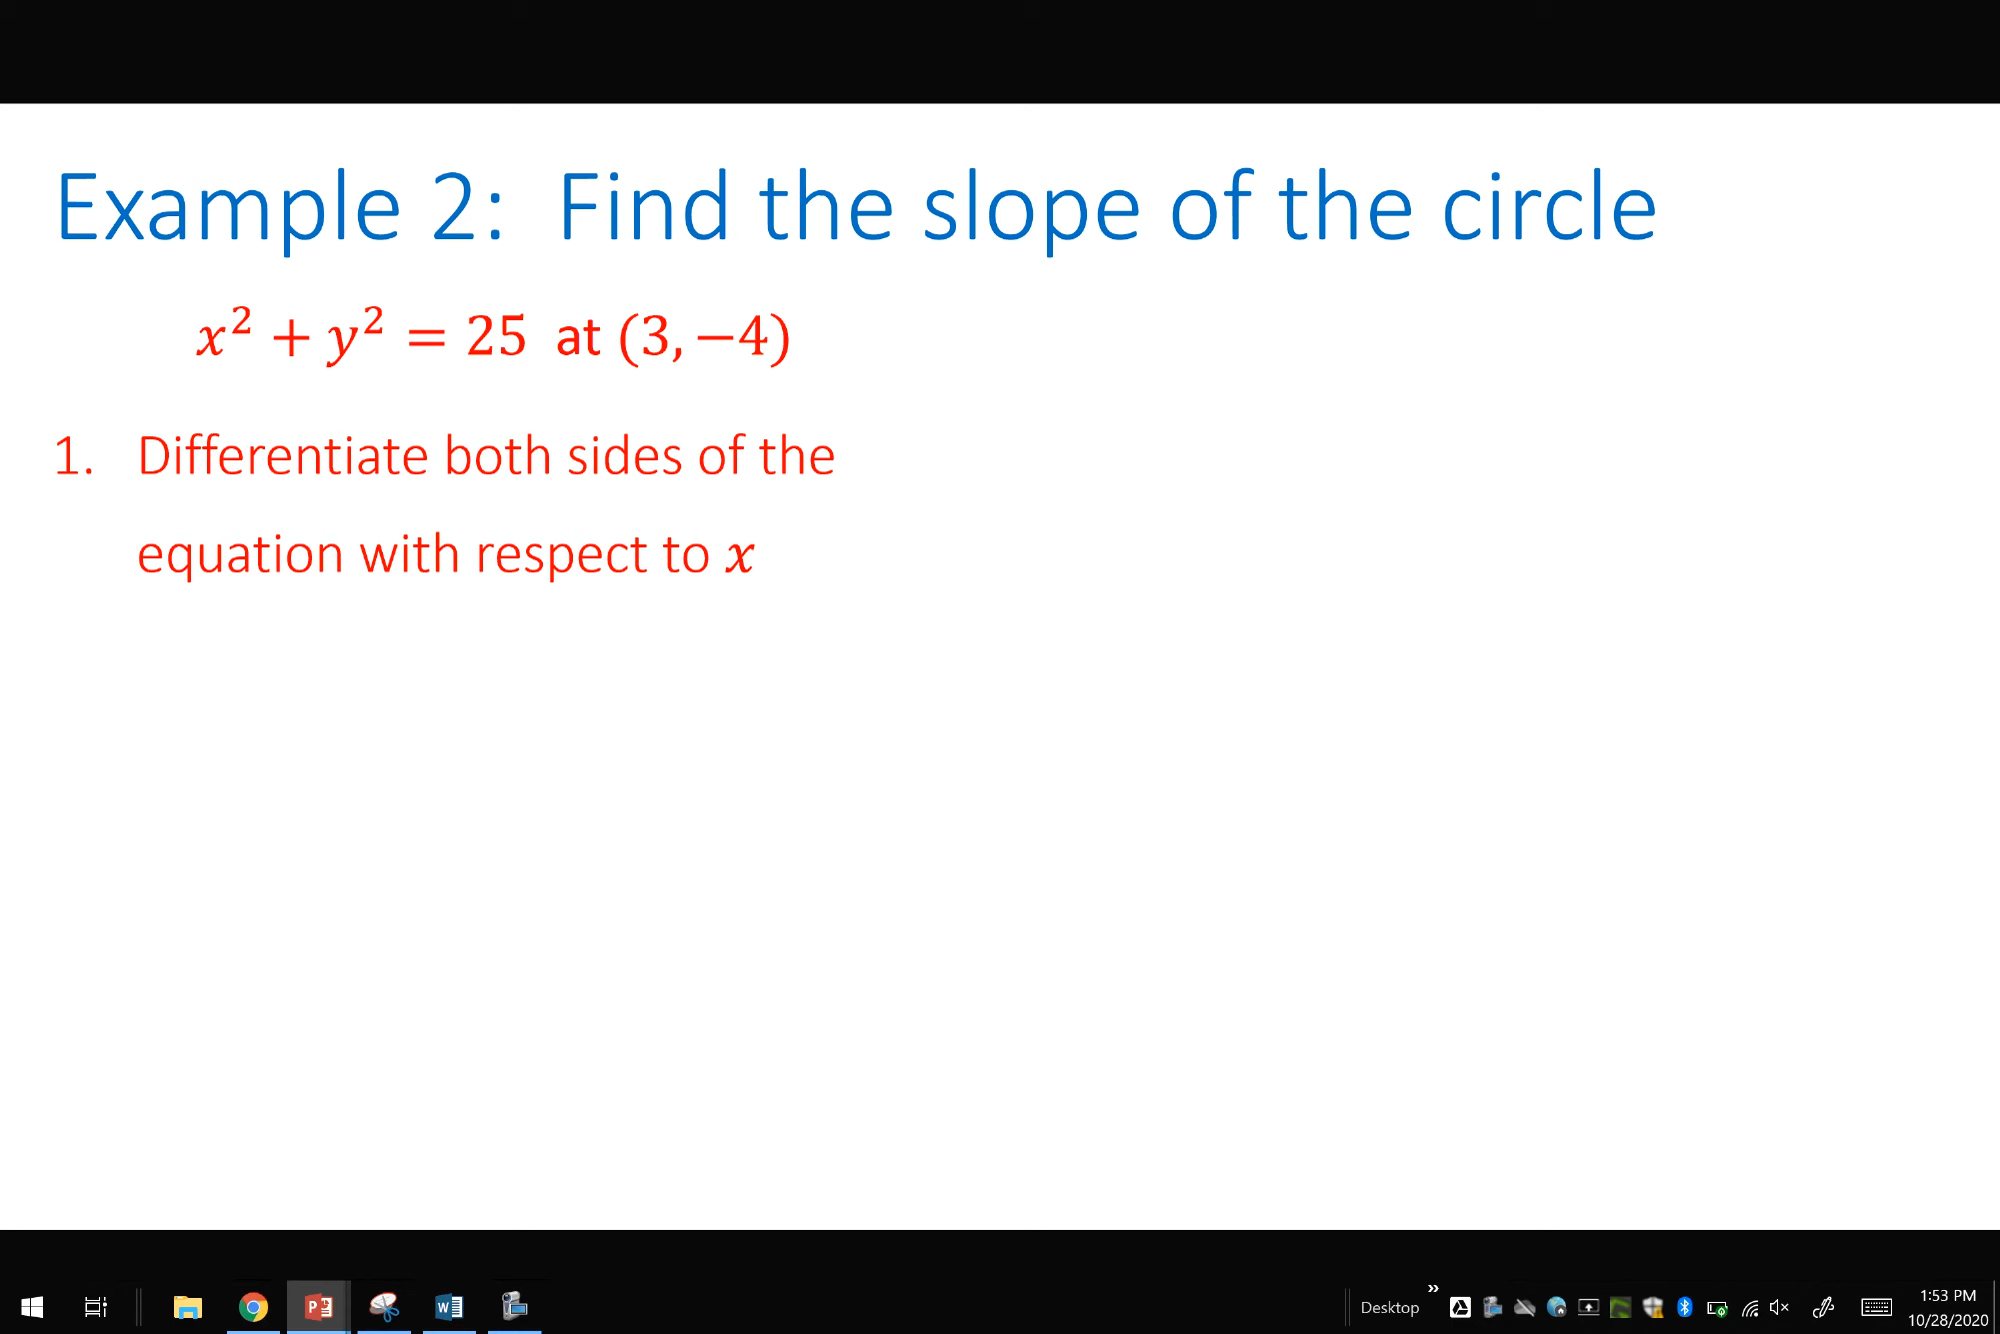 Example 2: Find the slope of the circle
x² + y² = 25 at (3, −4)
1. Differentiate both sides of the
equation with respect to x
Desktop
1:53 PM
10/28/2020